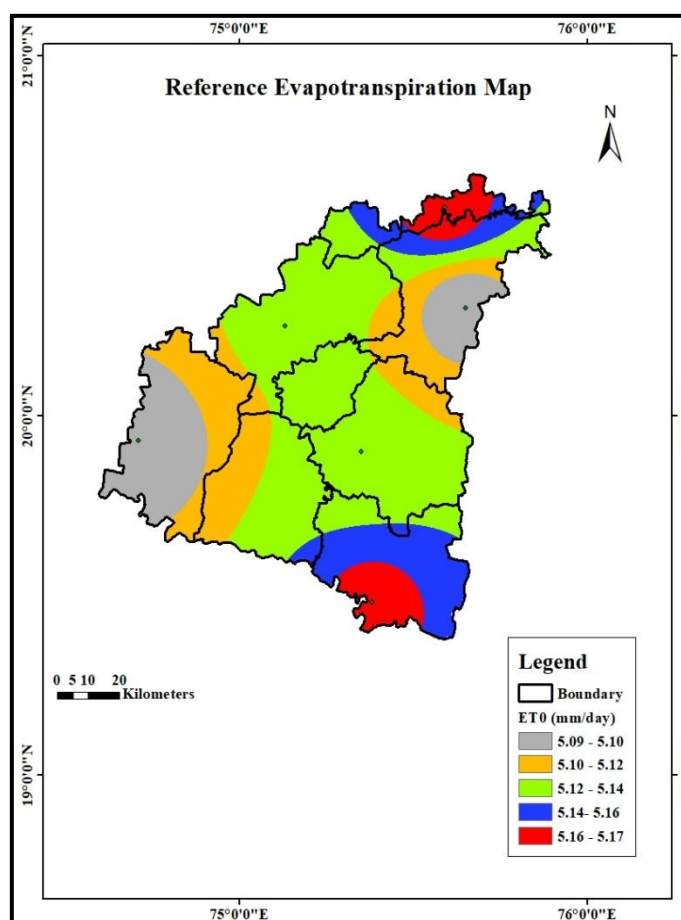 75°0'0"E 76°0'0"E
21°0'0"N
Reference Evapotranspiration Map
N
20°0'0"N
0 5 10 20
Kilometers
Legend
Boundary
ET0 (mm/day)
5.09 - 5.10
5.10 - 5.12
5.12 - 5.14
5.14- 5.16
5.16 - 5.17
19°0'0"N
75°0'0"E 76°0'0"E